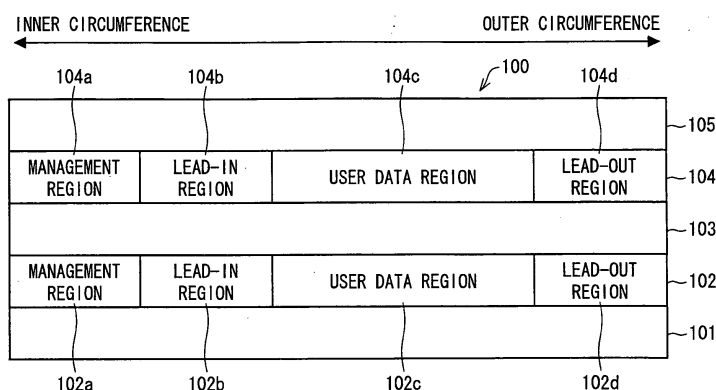 INNER CIRCUMFERENCE OUTER CIRCUMFERENCE
100
104a 104b 104c 104d
105
MANAGEMENT REGION LEAD-IN REGION USER DATA REGION LEAD-OUT REGION
104
103
MANAGEMENT REGION LEAD-IN REGION USER DATA REGION LEAD-OUT REGION
102
101
102a 102b 102c 102d